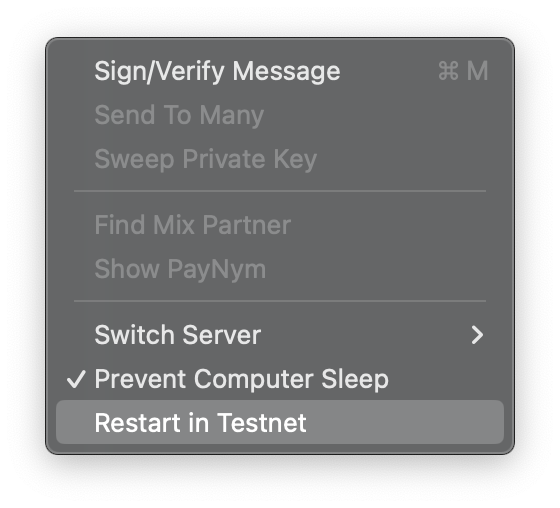 Sign/Verify Message ⌘ M
Send To Many
Sweep Private Key
Find Mix Partner
Show PayNym
Switch Server
Prevent Computer Sleep
Restart in Testnet